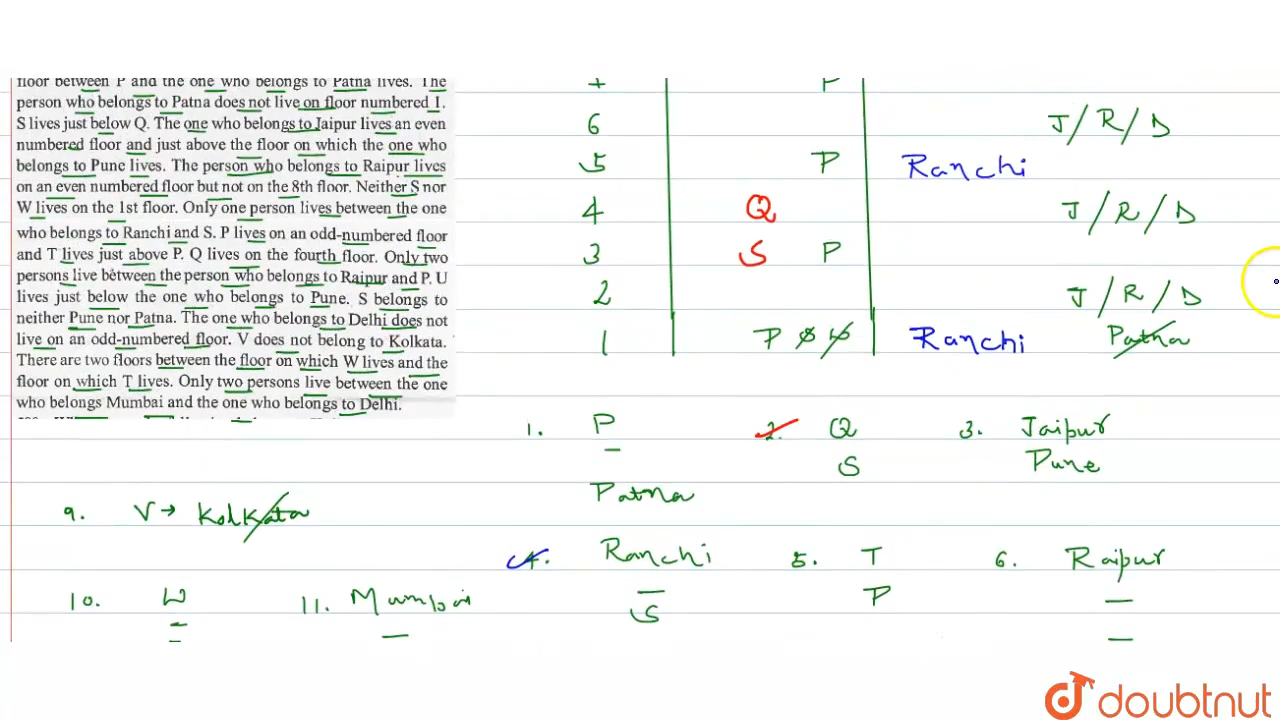 floor between P and the one who belongs to Patna lives. The
person who belongs to Patna does not live on floor numbered 1.
S lives just below Q. The one who belongs to Jaipur lives an even
numbered floor and just above the floor on which the one who
belongs to Pune lives. The person who belongs to Raipur lives
on an even numbered floor but not on the 8th floor. Neither S nor
W lives on the 1st floor. Only one person lives between the one
who belongs to Ranchi and S. P lives on an odd-numbered floor
and T lives just above P. Q lives on the fourth floor. Only two
persons live between the person who belongs to Raipur and P. U
lives just below the one who belongs to Pune. S belongs to
neither Pune nor Patna. The one who belongs to Delhi does not
live on an odd-numbered floor. V does not belong to Kolkata.
There are two floors between the floor on which W lives and the
floor on which T lives. Only two persons live between the one
who belongs Mumbai and the one who belongs to Delhi.
P
6 J/R/D
5 P Ranchi
4 Q J/R/D
3 S P
2 J/R/D
1 P S W Ranchi Patna
1. P 2. Q 3. Jaipur
S Pune
Patna
9. V → Kolkata
4. Ranchi 5. T 6. Raipur
10. W 11. Mumbai S P
doubtnut